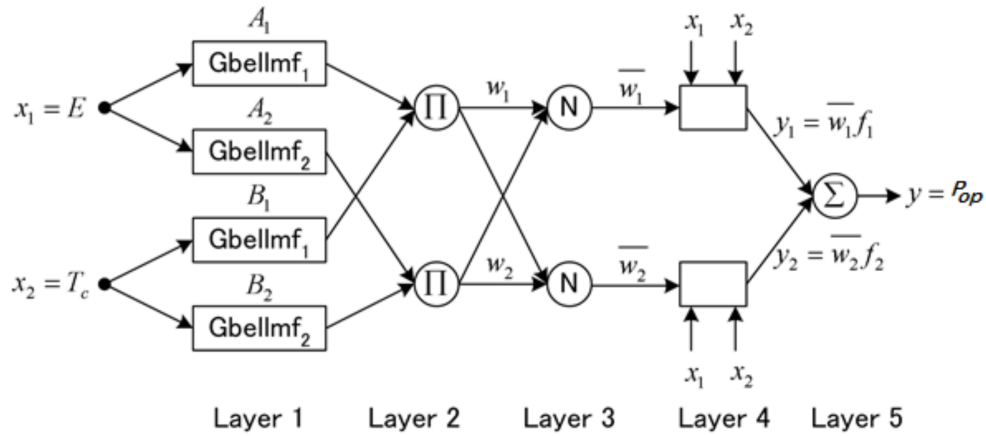 A₁
x₁ x₂
Gbellmf₁
x₁ = E
Π w₁ N w̅₁
A₂
y₁ = w̅₁f₁
Gbellmf₂
B₁
Σ y = Pop
Gbellmf₁
y₂ = w̅₂f₂
x₂ = Tc
B₂
Π w₂ N w̅₂
Gbellmf₂
x₁ x₂
Layer 1 Layer 2 Layer 3 Layer 4 Layer 5